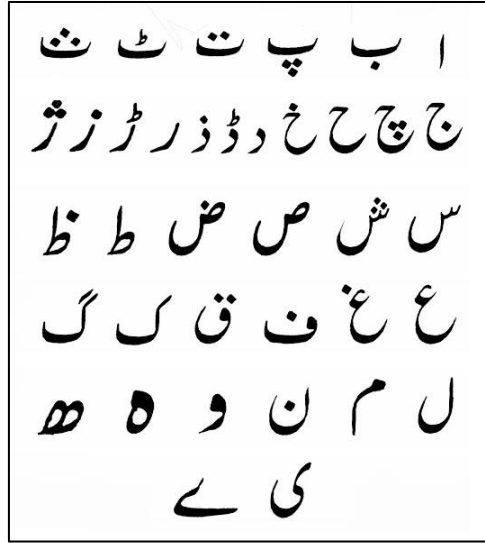 ا ب پ ت ٹ ث
ج چ ح خ د ڈ ذ ر ڑ ز ژ
س ش ص ض ط ظ
ع غ ف ق ک گ
ل م ن و ہ ھ
ی ے